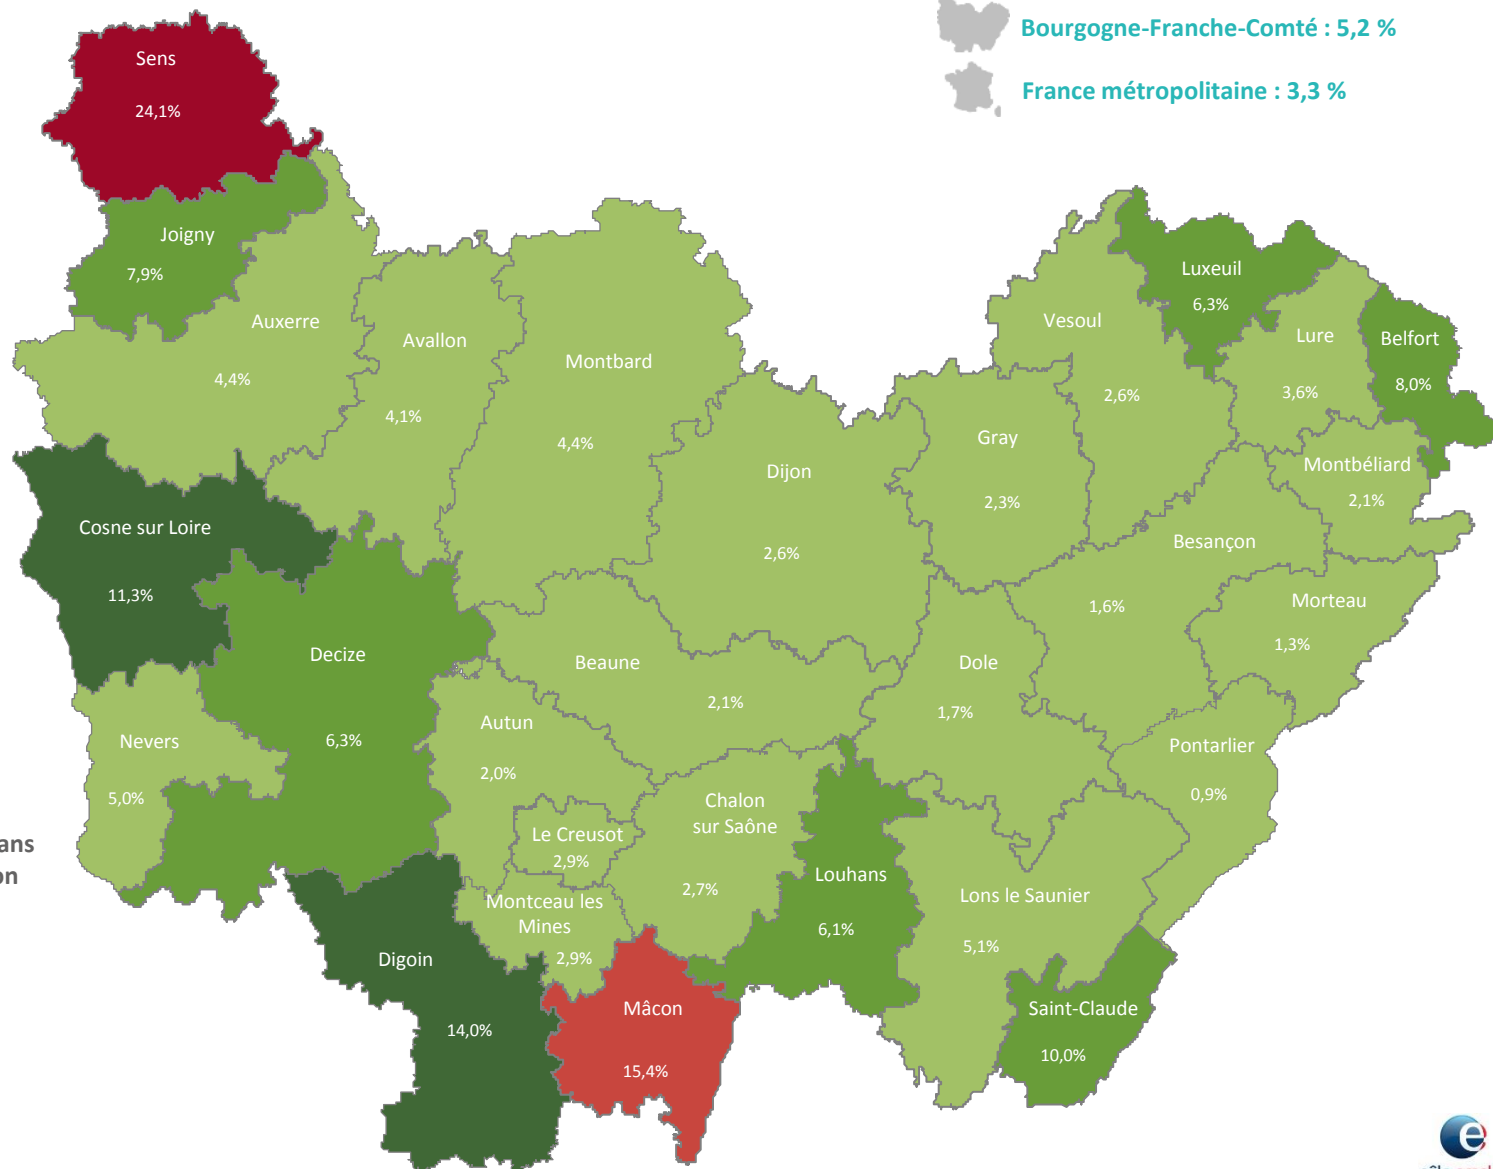 Bourgogne-Franche-Comté : 5,2 %
France métropolitaine : 3,3 %
Sens
24,1%
Joigny
7,9%
Auxerre
4,4%
Avallon
4,1%
Montbard
4,4%
Vesoul
2,6%
Luxeuil
6,3%
Lure
3,6%
Belfort
8,0%
Montbéliard
2,1%
Gray
2,3%
Dijon
2,6%
Besançon
1,6%
Morteau
1,3%
Cosne sur Loire
11,3%
Decize
6,3%
Beaune
2,1%
Dole
1,7%
Nevers
5,0%
Autun
2,0%
Pontarlier
0,9%
Chalon
sur Saône
2,7%
Le Creusot
2,9%
ans
on
Louhans
6,1%
Lons le Saunier
5,1%
Montceau les
Mines
2,9%
Digoin
14,0%
Mâcon
15,4%
Saint-Claude
10,0%